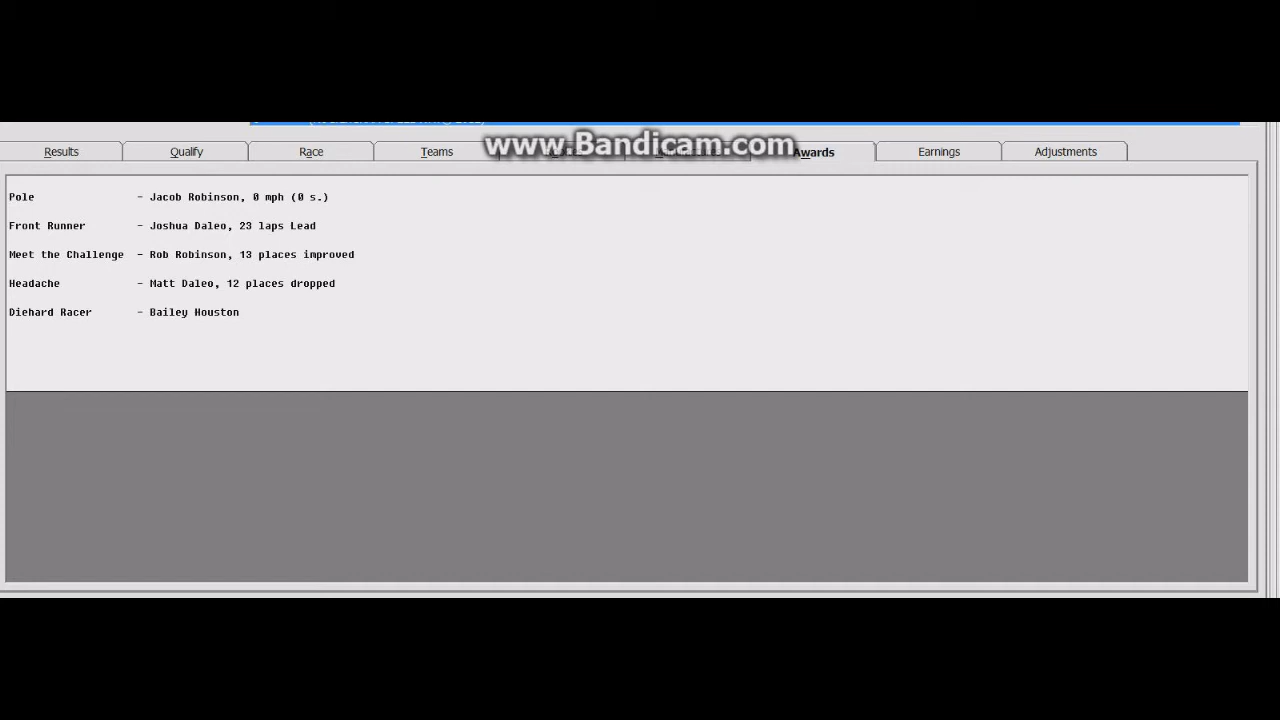 www.Bandicam.com
Results Qualify Race Teams Awards Earnings Adjustments
Pole - Jacob Robinson, 0 mph (0 s.)
Front Runner - Joshua Daleo, 23 laps Lead
Meet the Challenge - Rob Robinson, 13 places improved
Headache - Matt Daleo, 12 places dropped
Diehard Racer - Bailey Houston